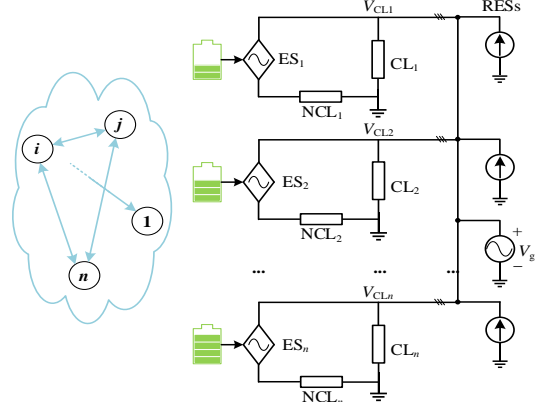 V_CL1
RESs
ES_1
CL_1
NCL_1
j
i
1
n
V_CL2
ES_2
CL_2
NCL_2
+
V_g
−
... ... ...
V_CLn
ES_n
CL_n